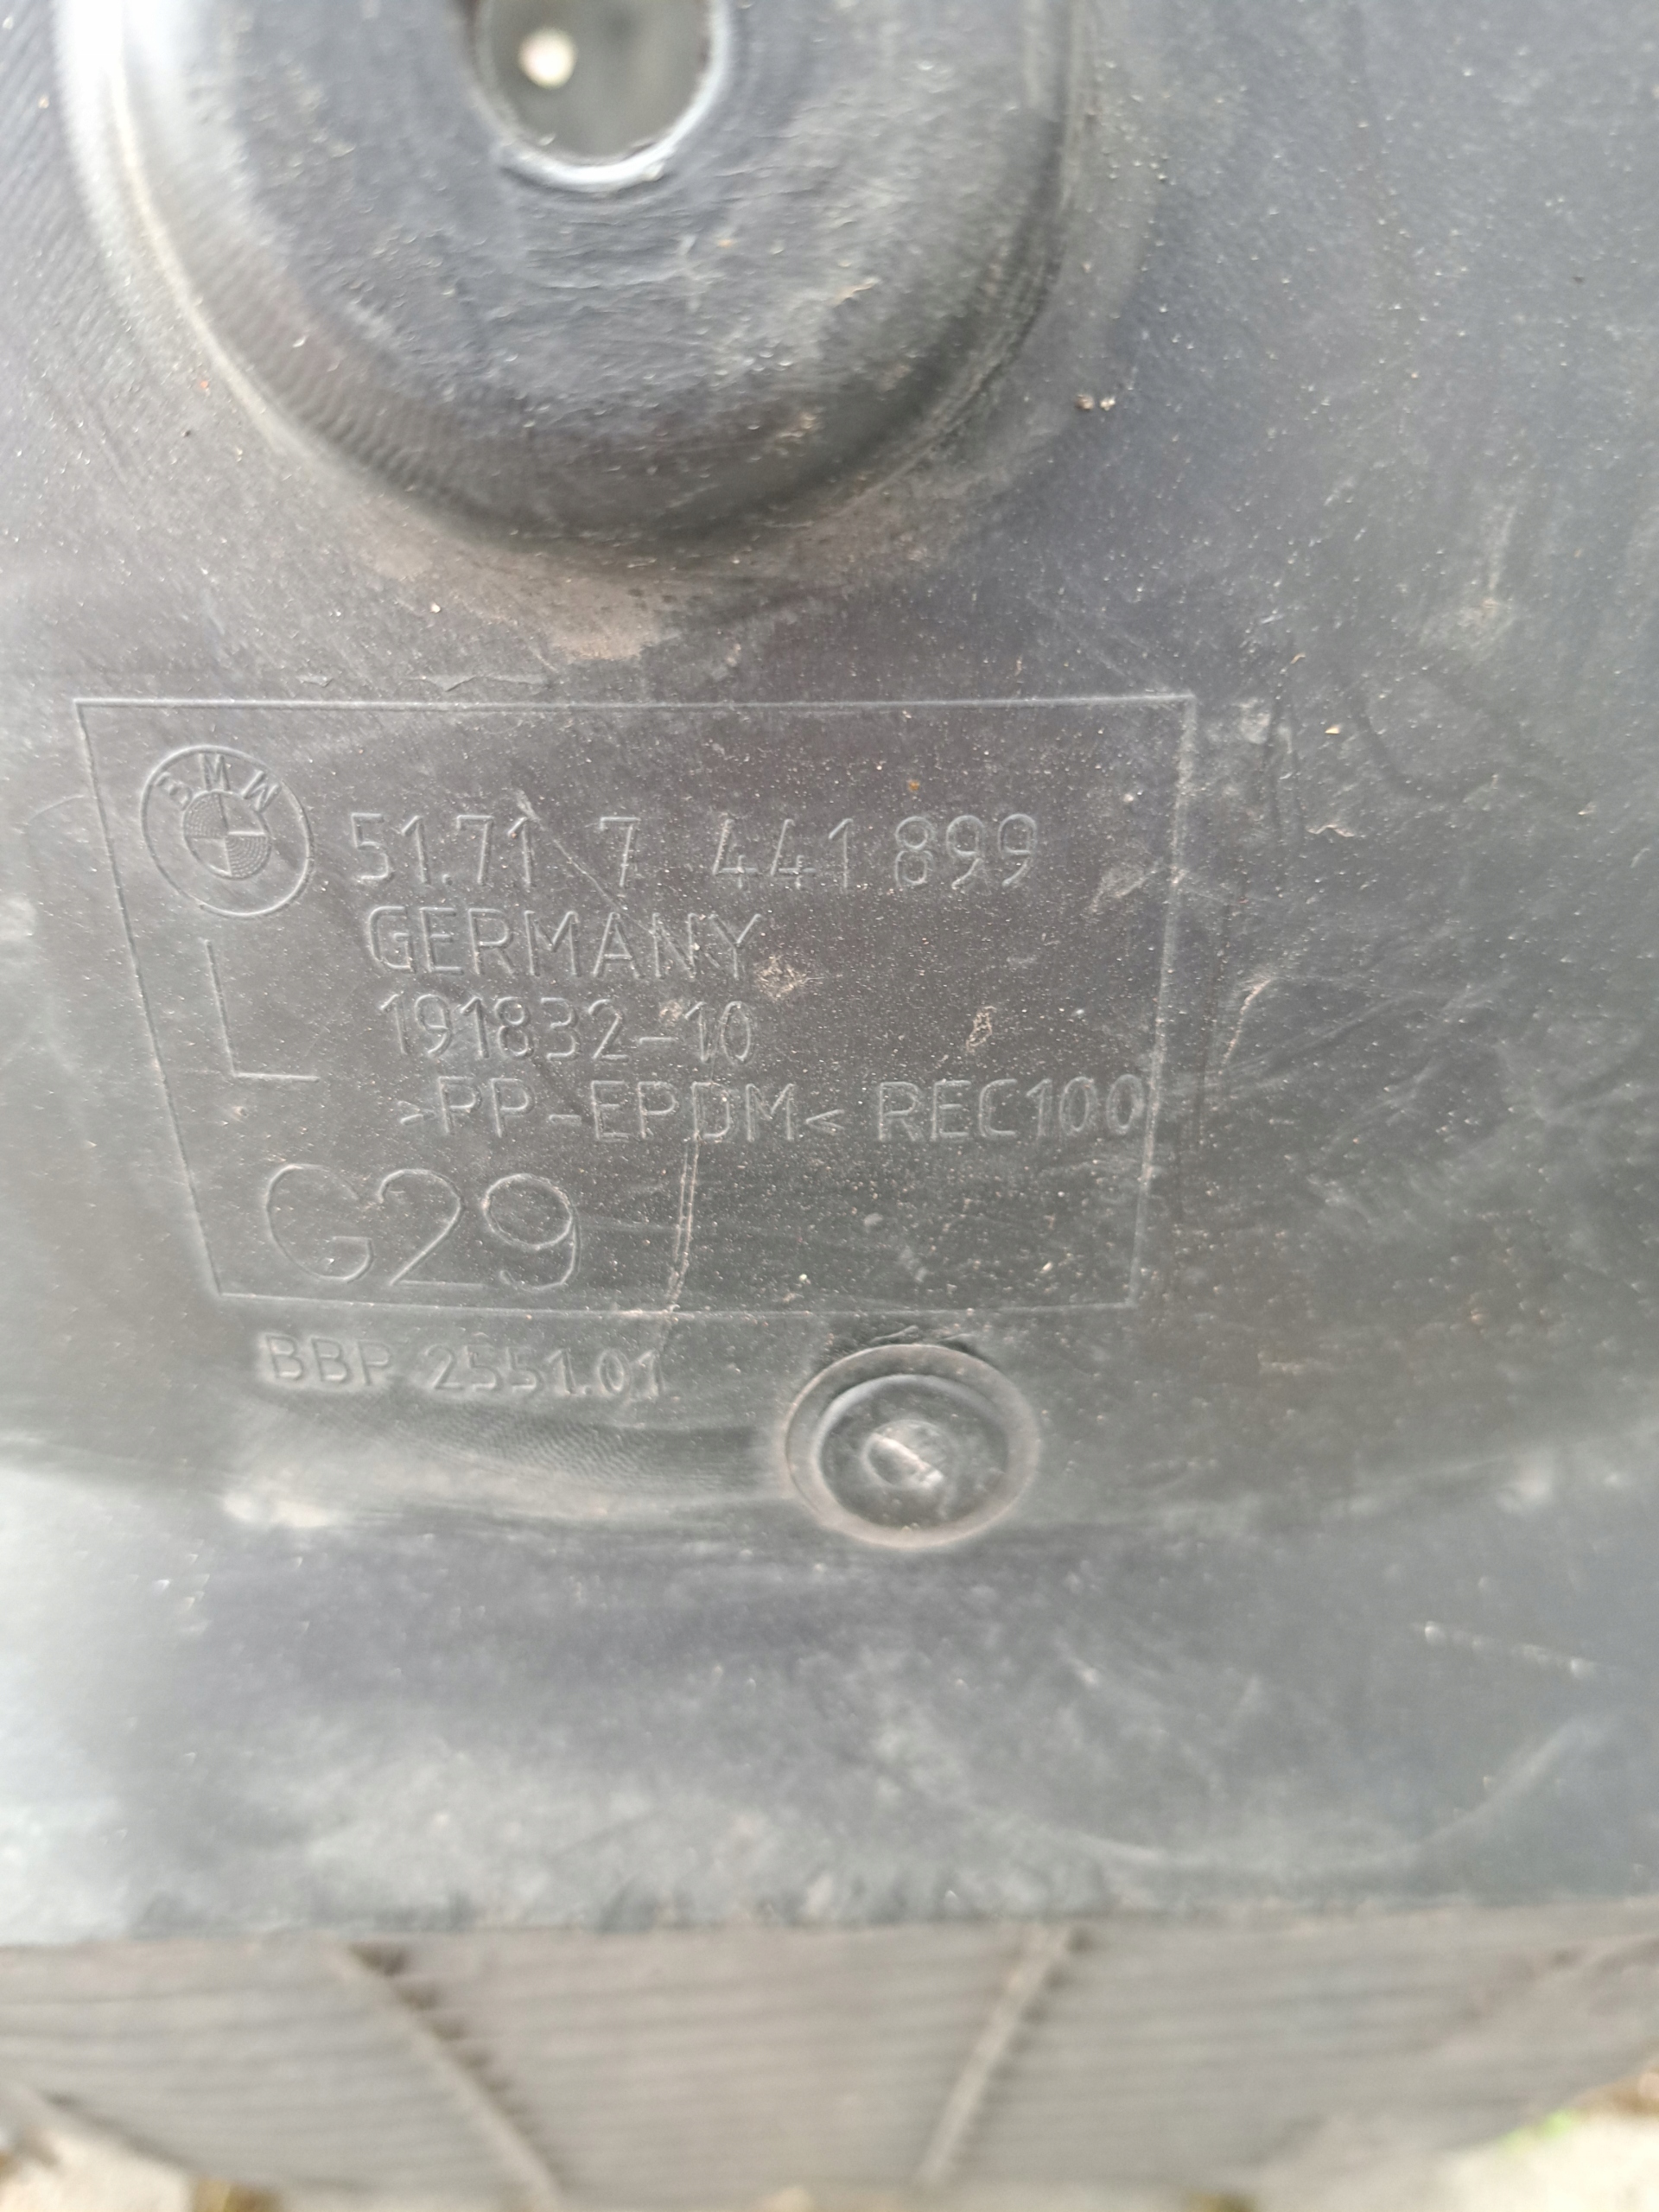 BMW
51.71 7 441 899
GERMANY
L
191832-10
>PP-EPDM< REC100
G29
BBP 2551.01